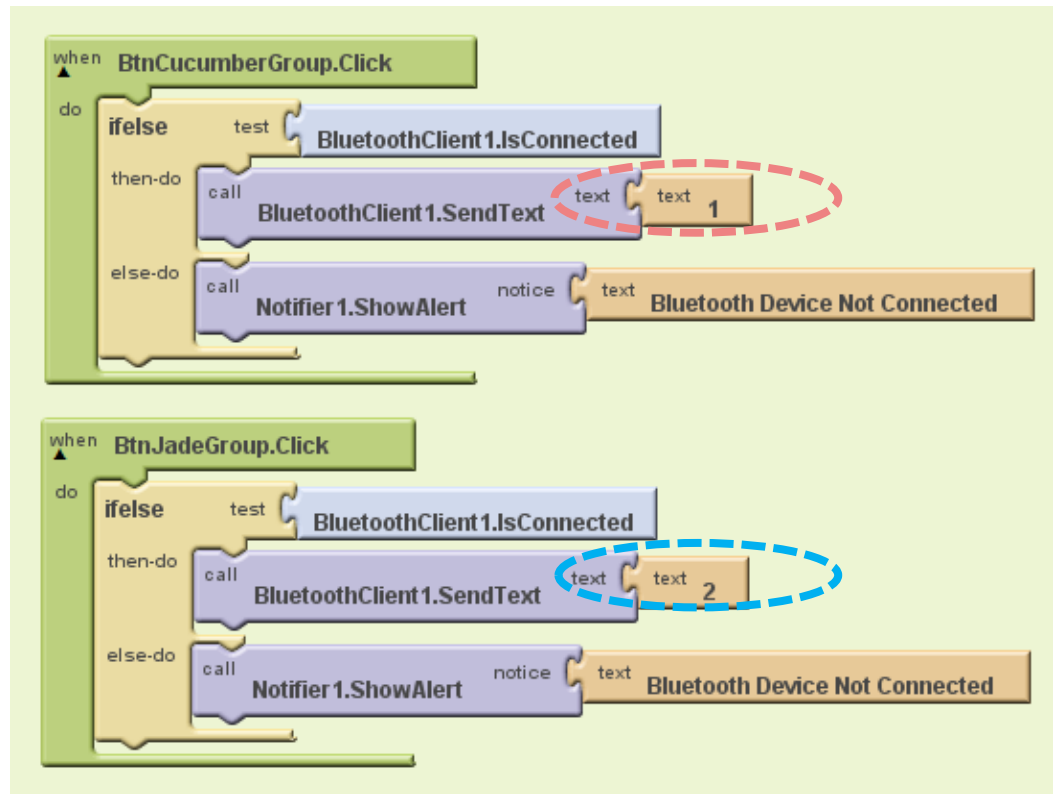 when BtnCucumberGroup.Click
do
ifelse test BluetoothClient1.IsConnected
then-do call BluetoothClient1.SendText text text 1
else-do call Notifier1.ShowAlert notice text Bluetooth Device Not Connected
when BtnJadeGroup.Click
do
ifelse test BluetoothClient1.IsConnected
then-do call BluetoothClient1.SendText text text 2
else-do call Notifier1.ShowAlert notice text Bluetooth Device Not Connected